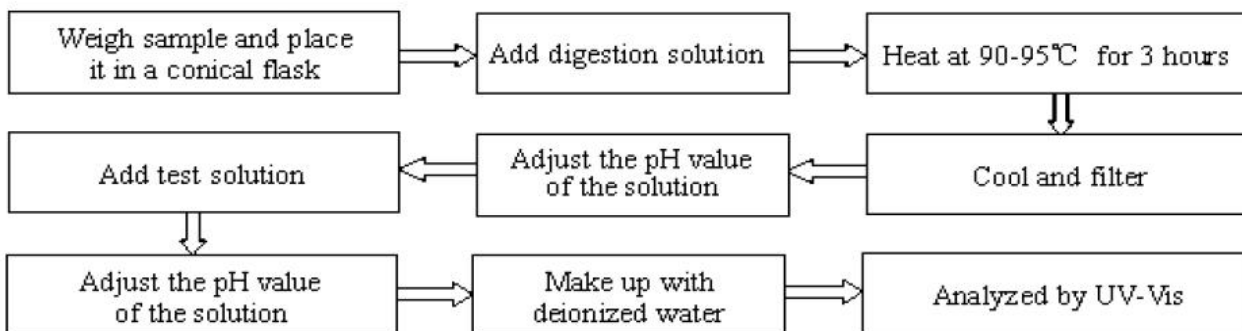 Weigh sample and place
it in a conical flask
Add digestion solution
Heat at 90-95℃ for 3 hours
Cool and filter
Adjust the pH value
of the solution
Add test solution
Adjust the pH value
of the solution
Make up with
deionized water
Analyzed by UV-Vis